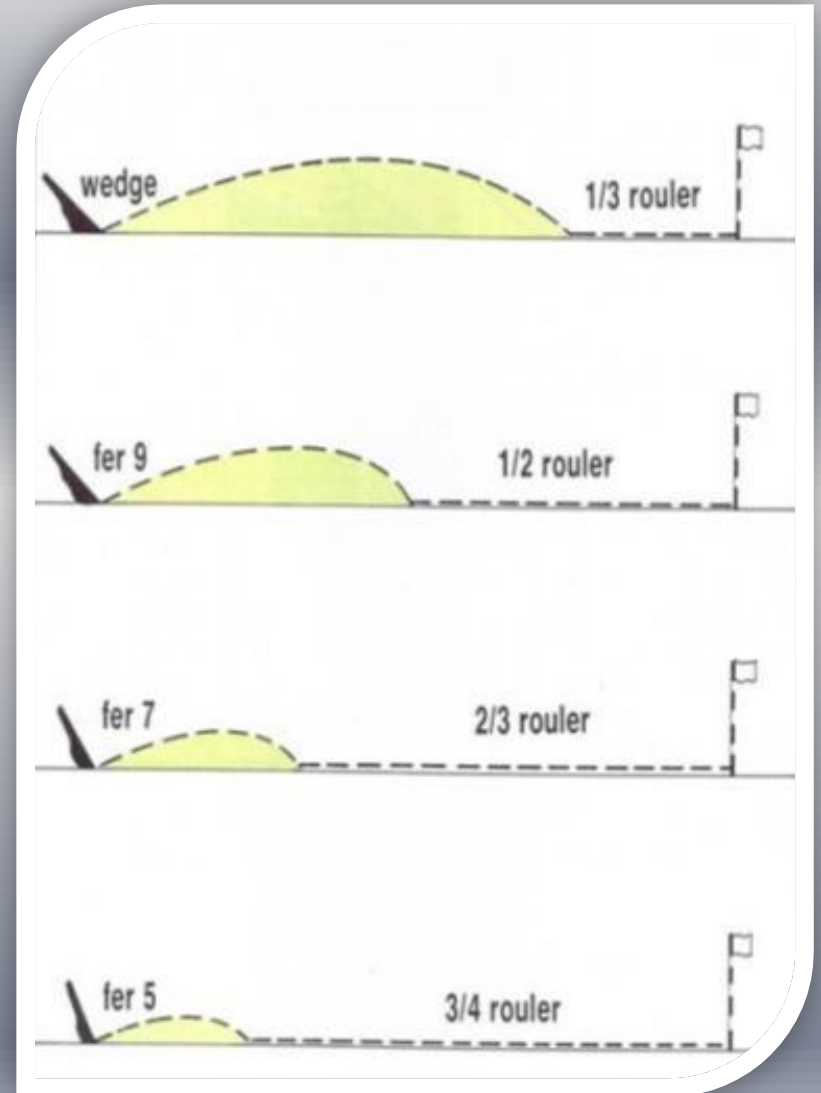 wedge
1/3 rouler
fer 9
1/2 rouler
fer 7
2/3 rouler
fer 5
3/4 rouler